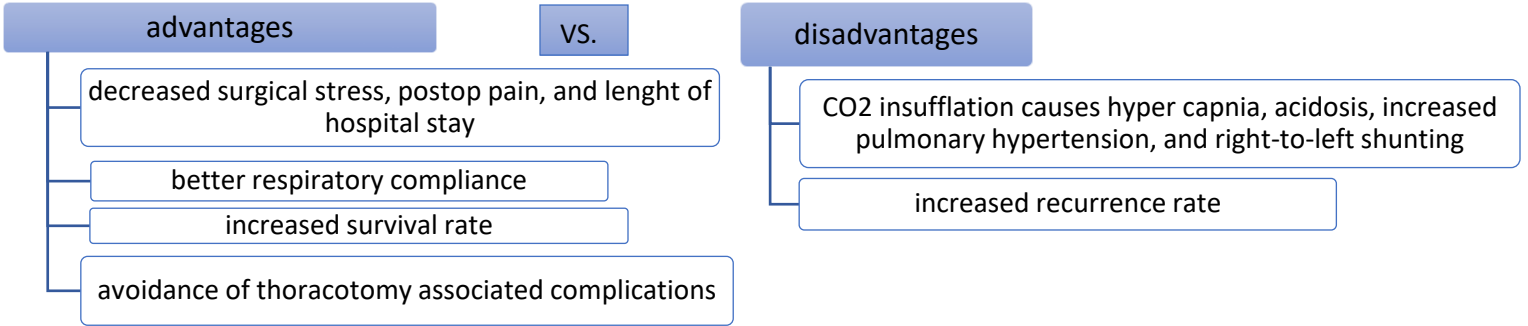 advantages
VS.
disadvantages
decreased surgical stress, postop pain, and lenght of
hospital stay
better respiratory compliance
increased survival rate
avoidance of thoracotomy associated complications
CO2 insufflation causes hyper capnia, acidosis, increased
pulmonary hypertension, and right-to-left shunting
increased recurrence rate